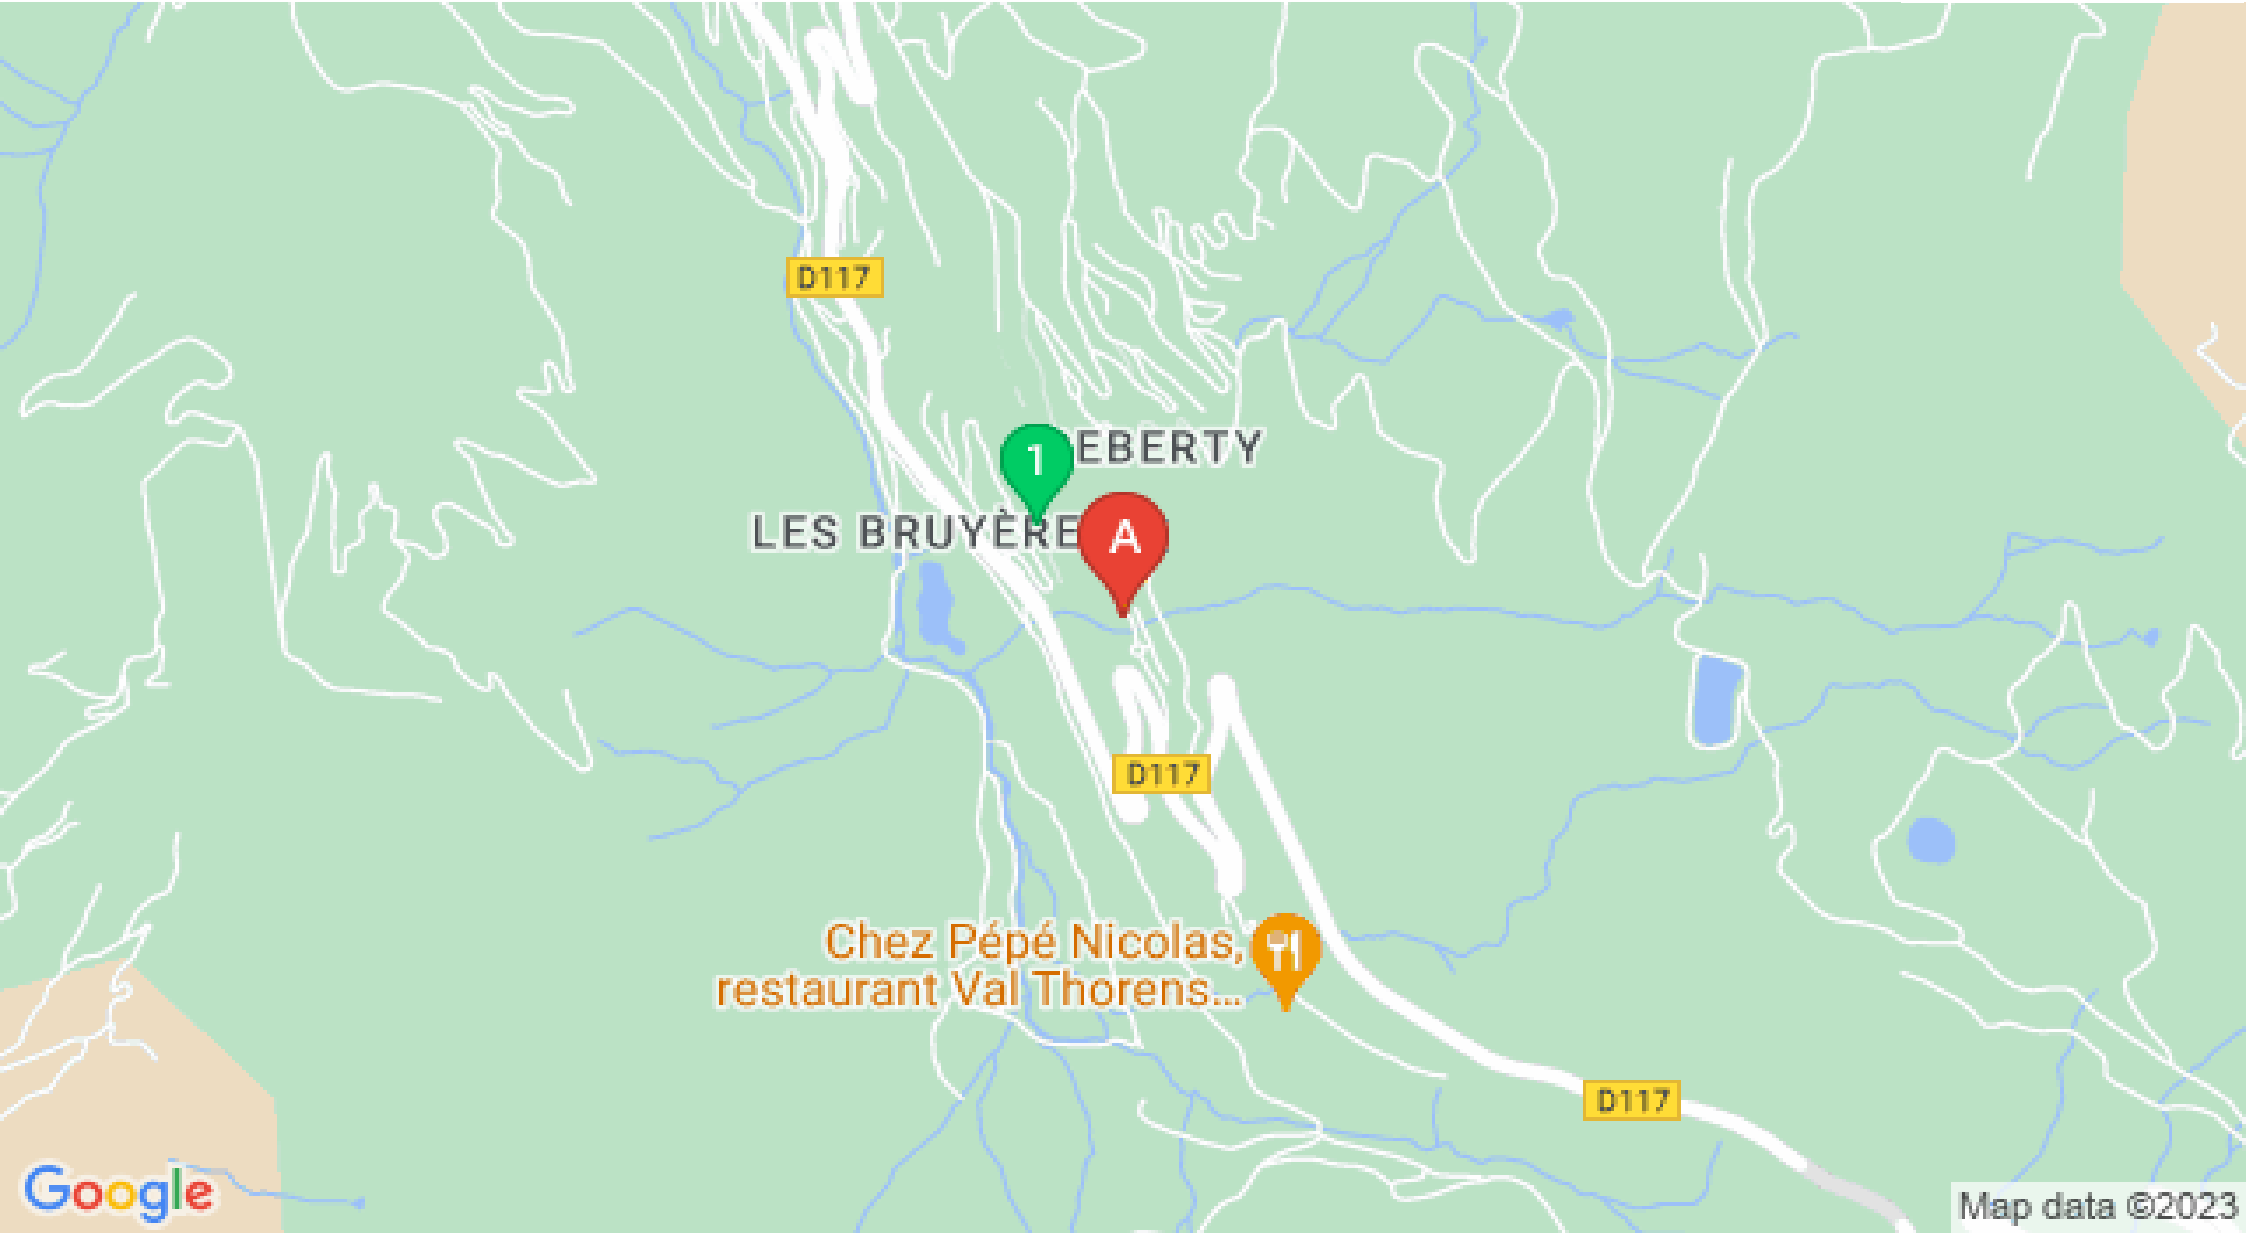 D117
1
EBERTY
LES BRUYÈRE
A
D117
Chez Pépé Nicolas,
restaurant Val Thorens...
D117
Google
Map data ©2023